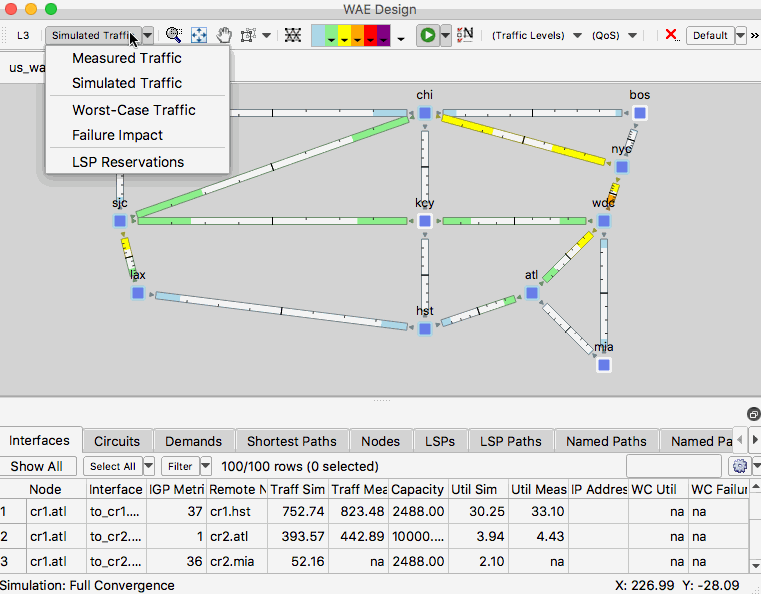 WAE Design
L3 Simulated Traffi (Traffic Levels) (QoS) Default »
us_wa
Measured Traffic
Simulated Traffic
Worst-Case Traffic
Failure Impact
LSP Reservations
chi
bos
nyc
sjc
kcy
wdc
lax
atl
hst
mia
Interfaces Circuits Demands Shortest Paths Nodes LSPs LSP Paths Named Paths Named Pa
Show All Select All Filter 100/100 rows (0 selected)
Node Interface IGP Metri Remote N Traff Sim Traff Mea Capacity Util Sim Util Meas IP Addres WC Util WC Failur
1 cr1.atl to_cr1.... 37 cr1.hst 752.74 823.48 2488.00 30.25 33.10 na na
2 cr1.atl to_cr2.... 1 cr2.atl 393.57 442.89 10000.... 3.94 4.43 na na
3 cr1.atl to_cr2.... 36 cr2.mia 52.16 na 2488.00 2.10 na na na
Simulation: Full Convergence X: 226.99 Y: -28.09